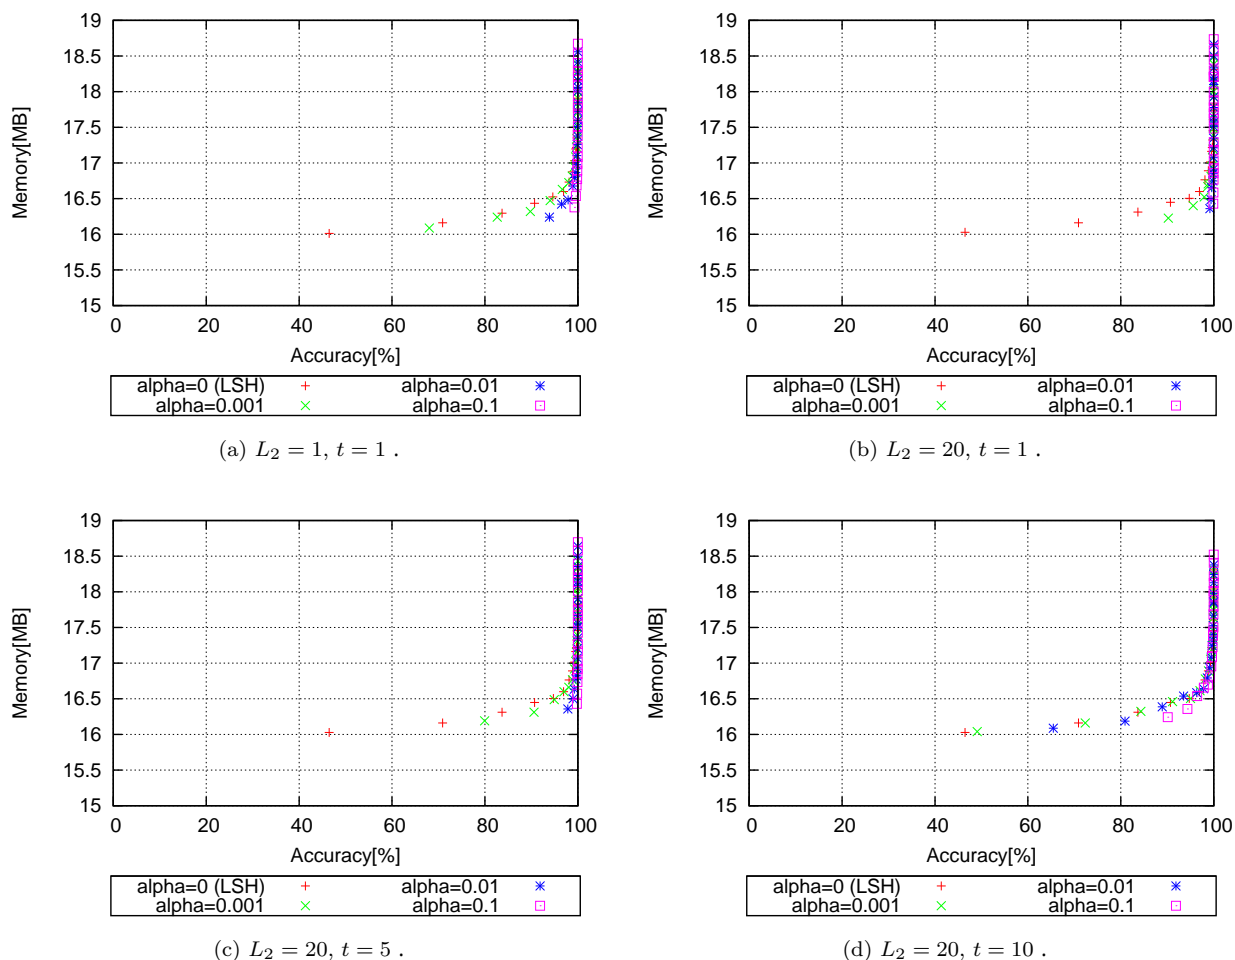 19
18.5
18
17.5
17
16.5
16
15.5
15
Memory[MB]
0 20 40 60 80 100
Accuracy[%]
alpha=0 (LSH) alpha=0.01
alpha=0.001 alpha=0.1
(a) L₂ = 1, t = 1 .
19
18.5
18
17.5
17
16.5
16
15.5
15
Memory[MB]
0 20 40 60 80 100
Accuracy[%]
alpha=0 (LSH) alpha=0.01
alpha=0.001 alpha=0.1
(b) L₂ = 20, t = 1 .
19
18.5
18
17.5
17
16.5
16
15.5
15
Memory[MB]
0 20 40 60 80 100
Accuracy[%]
alpha=0 (LSH) alpha=0.01
alpha=0.001 alpha=0.1
(c) L₂ = 20, t = 5 .
19
18.5
18
17.5
17
16.5
16
15.5
15
Memory[MB]
0 20 40 60 80 100
Accuracy[%]
alpha=0 (LSH) alpha=0.01
alpha=0.001 alpha=0.1
(d) L₂ = 20, t = 10 .